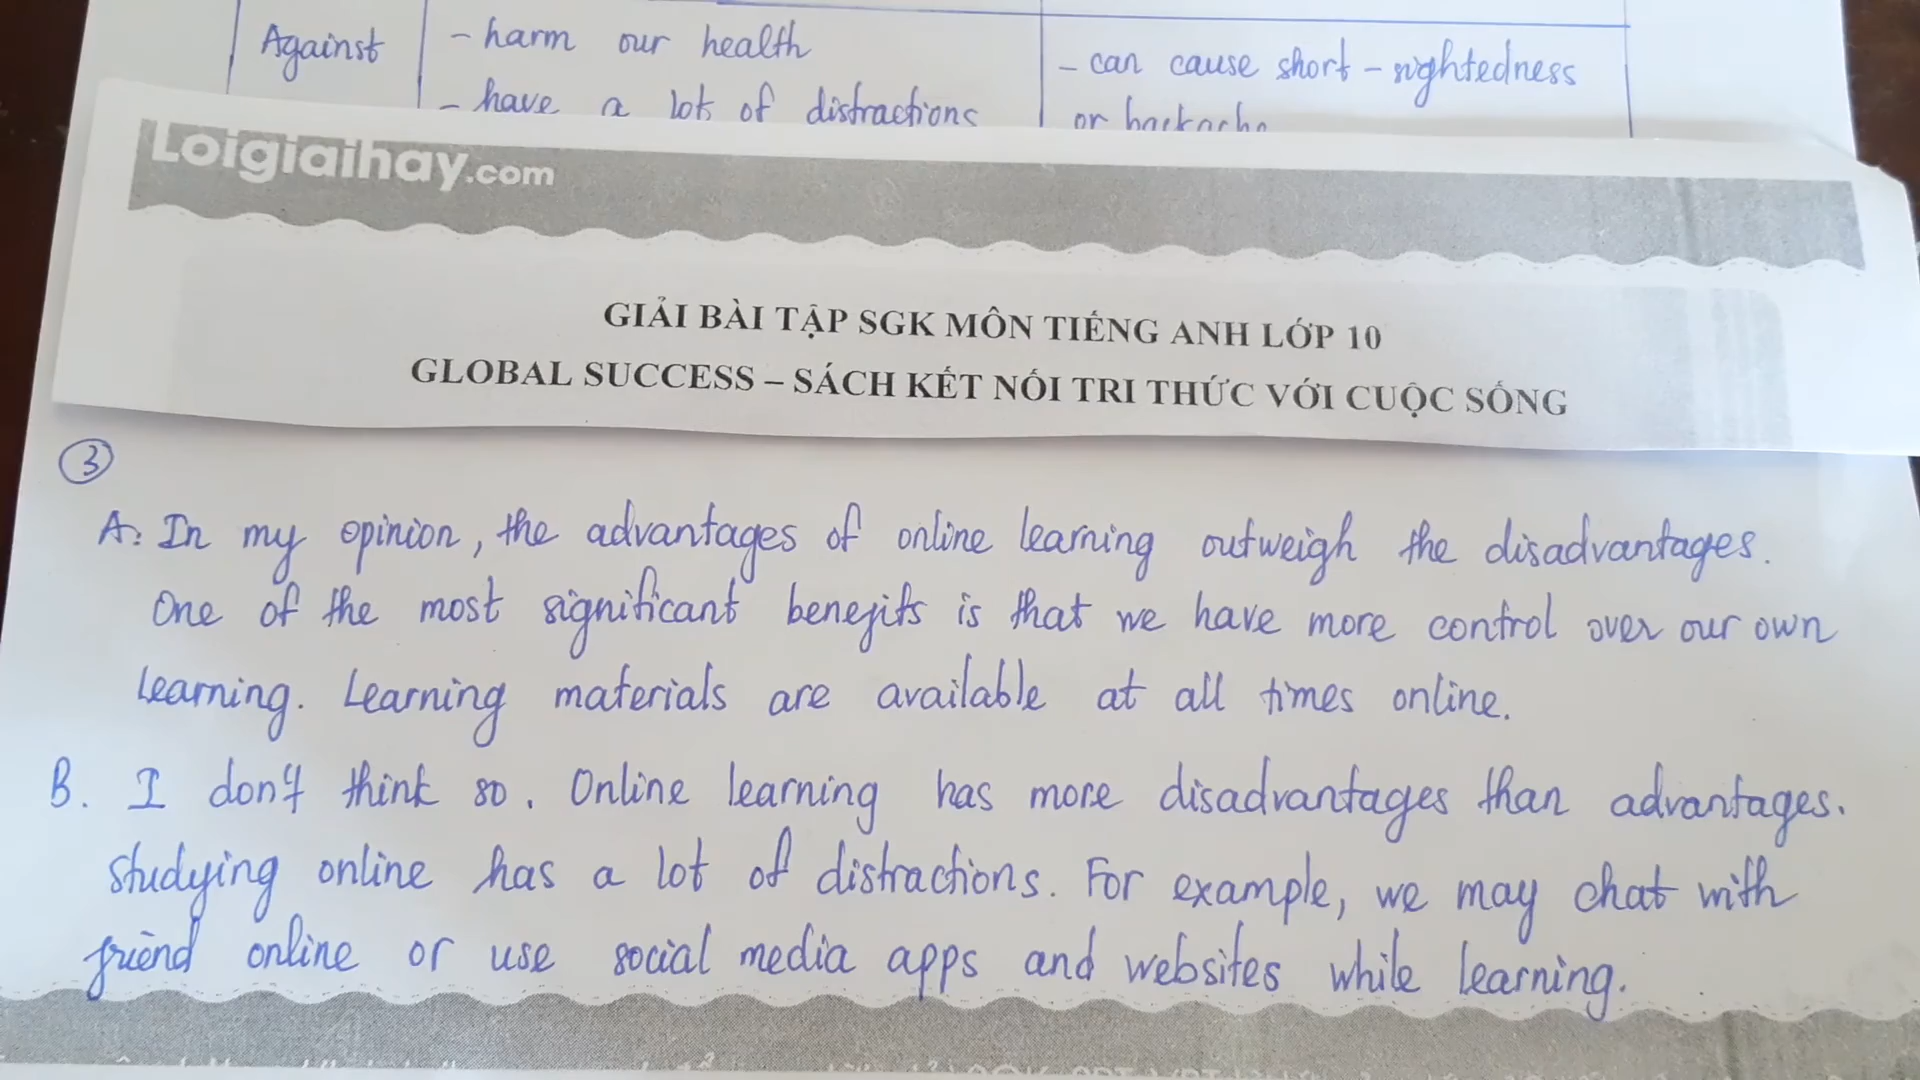 Against
- harm our health
- can cause short-sightedness
- have a lots of distractions
or backache
Loigiaihay.com
GIẢI BÀI TẬP SGK MÔN TIẾNG ANH LỚP 10
GLOBAL SUCCESS – SÁCH KẾT NỐI TRI THỨC VỚI CUỘC SỐNG
3
A: In my opinion, the advantages of online learning outweigh the disadvantages.
One of the most significant benefits is that we have more control over our own
learning. Learning materials are available at all times online.
B. I don't think so. Online learning has more disadvantages than advantages.
Studying online has a lot of distractions. For example, we may chat with
friend online or use social media apps and websites while learning.